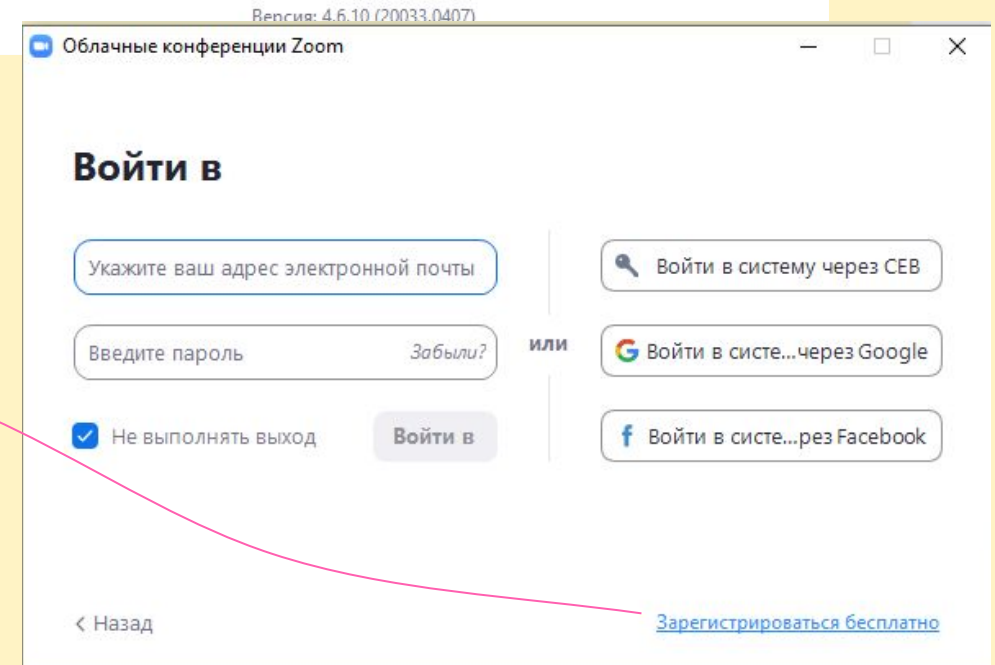 Версия: 4.6.10 (20033.0407)
Облачные конференции Zoom
Войти в
Укажите ваш адрес электронной почты
Введите пароль Забыли?
Не выполнять выход Войти в
или
Войти в систему через СЕВ
Войти в систе...через Google
Войти в систе...рез Facebook
< Назад
Зарегистрироваться бесплатно